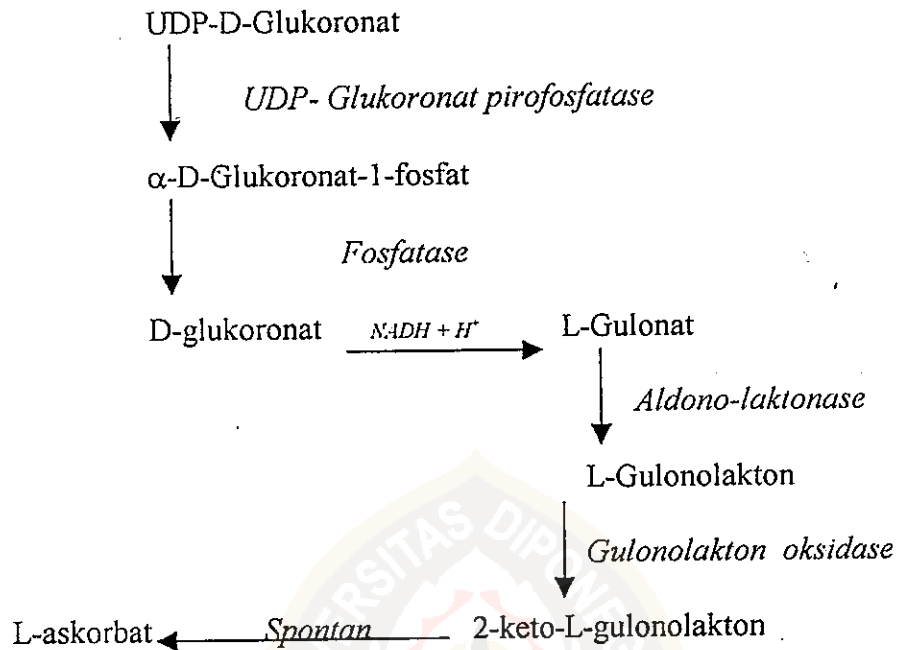 UDP-D-Glukoronat
UDP- Glukoronat pirofosfatase
α-D-Glukoronat-1-fosfat
Fosfatase
D-glukoronat NADH + H⁺ L-Gulonat
Aldono-laktonase
L-Gulonolakton
Gulonolakton oksidase
L-askorbat Spontan 2-keto-L-gulonolakton